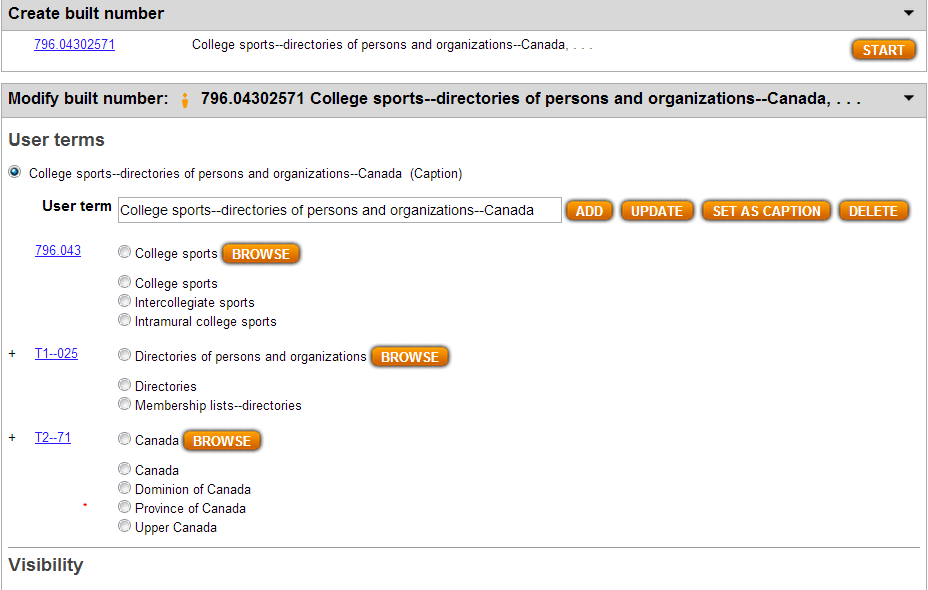 Create built number
796.04302571 College sports--directories of persons and organizations--Canada, . . . START
Modify built number: 796.04302571 College sports--directories of persons and organizations--Canada, . . .
User terms
College sports--directories of persons and organizations--Canada (Caption)
User term College sports--directories of persons and organizations--Canada ADD UPDATE SET AS CAPTION DELETE
796.043 College sports BROWSE
College sports
Intercollegiate sports
Intramural college sports
+ T1--025 Directories of persons and organizations BROWSE
Directories
Membership lists--directories
+ T2--71 Canada BROWSE
Canada
Dominion of Canada
Province of Canada
Upper Canada
Visibility